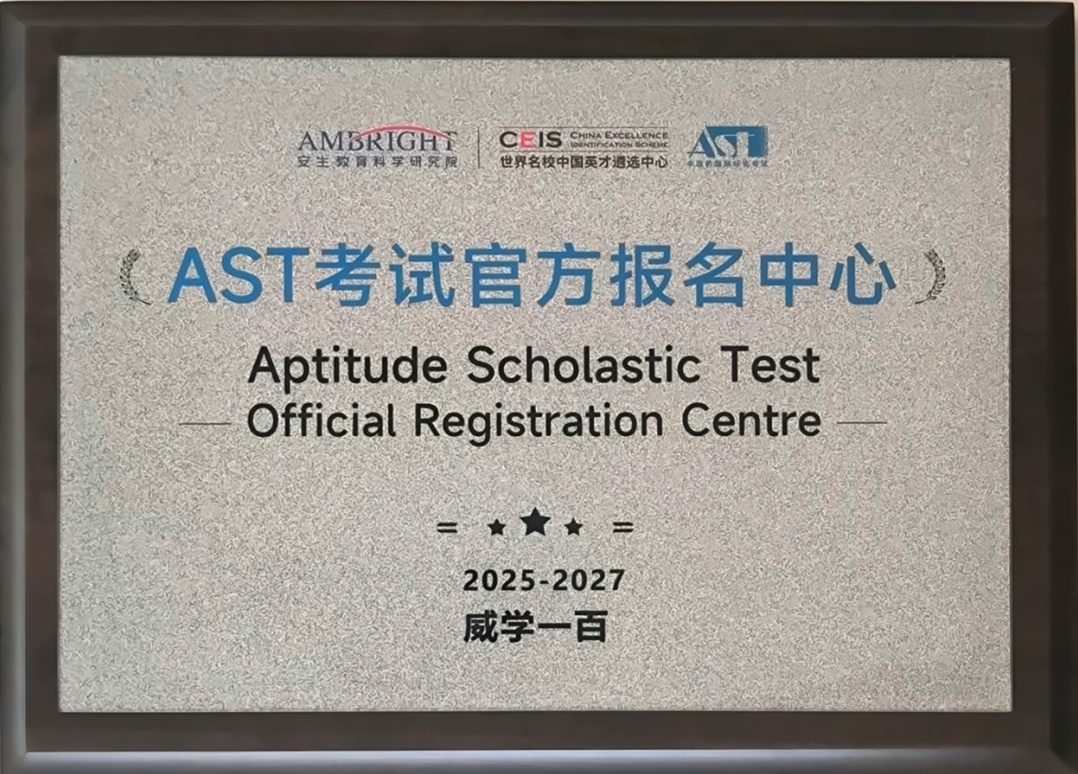 AMBRIGHT
安生教育科学研究院
CEIS CHINA EXCELLENCE IDENTIFICATION SCHEME
世界名校中国英才遴选中心
AST
AST考试官方报名中心
Aptitude Scholastic Test
Official Registration Centre
2025-2027
威学一百